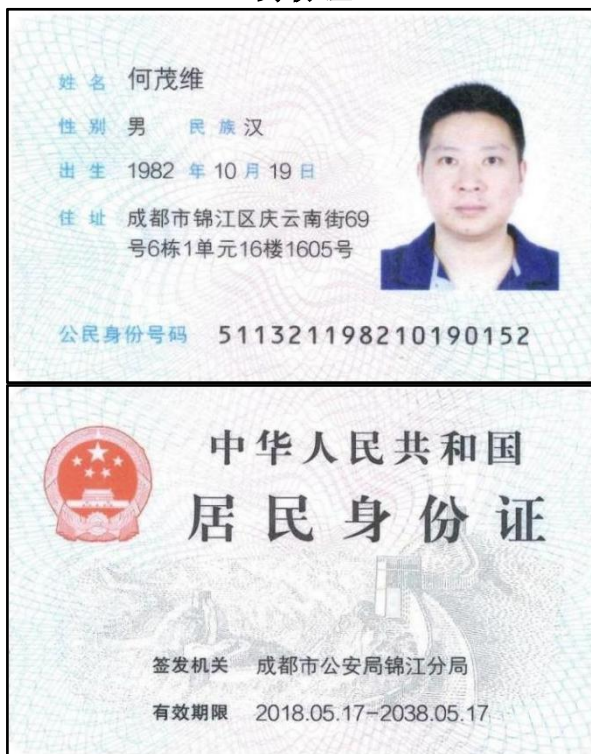 姓名 何茂维
性别 男 民族 汉
出生 1982 年 10 月 19 日
住址 成都市锦江区庆云南街69
号6栋1单元16楼1605号
公民身份号码 511321198210190152
中华人民共和国
居民身份证
签发机关 成都市公安局锦江分局
有效期限 2018.05.17-2038.05.17